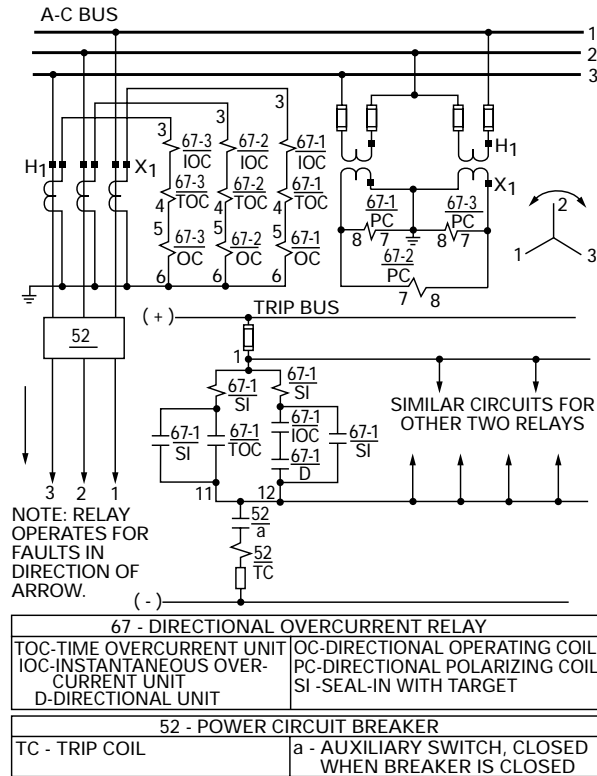 A-C BUS
1
2
3
3 3 3
67-3 IOC
67-2 IOC
67-1 IOC
H1 X1
67-3 TOC
67-2 TOC
67-1 TOC
4 4 4
5 5 5
67-3 OC
67-2 OC
67-1 OC
6 6 6
H1
X1
67-1 PC
67-3 PC
8 7 8 7
67-2 PC
7 8
2
1 3
52
(+) TRIP BUS
1
67-1 SI
67-1 SI
67-1 SI
67-1 TOC
67-1 IOC
67-1 D
67-1 SI
SIMILAR CIRCUITS FOR
OTHER TWO RELAYS
11 12
3 2 1
52 a
52 TC
(-)
NOTE: RELAY
OPERATES FOR
FAULTS IN
DIRECTION OF
ARROW.
67 - DIRECTIONAL OVERCURRENT RELAY
TOC-TIME OVERCURRENT UNIT
IOC-INSTANTANEOUS OVER-
CURRENT UNIT
D-DIRECTIONAL UNIT
OC-DIRECTIONAL OPERATING COIL
PC-DIRECTIONAL POLARIZING COIL
SI -SEAL-IN WITH TARGET
52 - POWER CIRCUIT BREAKER
TC - TRIP COIL
a - AUXILIARY SWITCH, CLOSED
WHEN BREAKER IS CLOSED